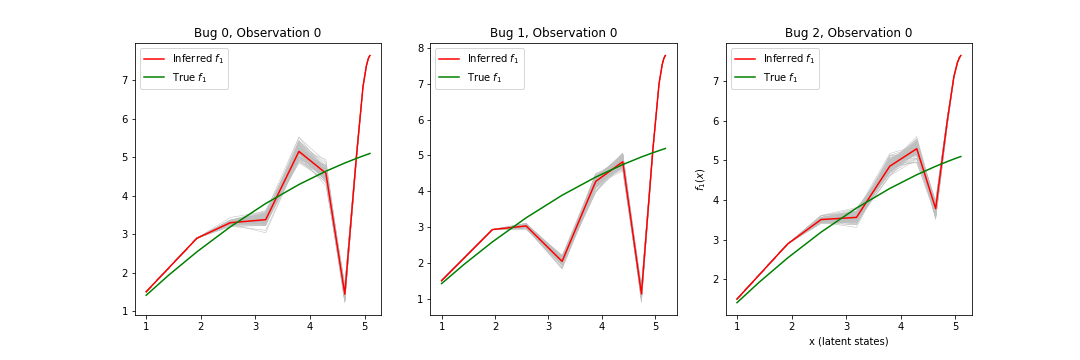 Bug 0, Observation 0
Inferred f₁
True f₁
7
6
5
4
3
2
1
1 2 3 4 5
Bug 1, Observation 0
Inferred f₁
True f₁
8
7
6
5
4
3
2
1
1 2 3 4 5
Bug 2, Observation 0
Inferred f₁
True f₁
f₁(x)
7
6
5
4
3
2
1 2 3 4 5
x (latent states)